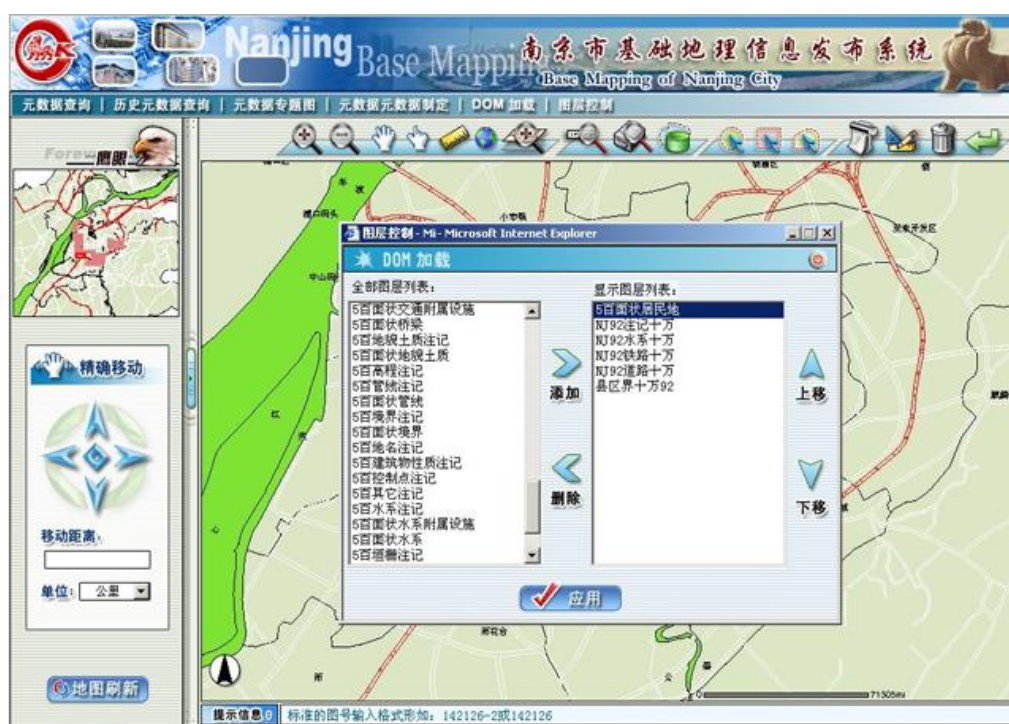 Nanjing Base Mapping
南京市基础地理信息发布系统
Base Mapping of Nanjing City
元数据查询 | 历史元数据查询 | 元数据专题图 | 元数据元数据制定 | DOM 加载 | 图层控制
鹰眼
精确移动
移动距离：
单位： 公里
地图刷新
小市镇
中山码头
图层控制 - Mi - Microsoft Internet Explorer
DOM 加载
全部图层列表：
5百面状交通附属设施
5百面状桥梁
5百地貌土质注记
5百面状地貌土质
5百高程注记
5百管线注记
5百面状管线
5百境界注记
5百面状境界
5百地名注记
5百建筑物性质注记
5百控制点注记
5百其它注记
5百水系注记
5百面状水系附属设施
5百面状水系
5百垣栅注记
添加
删除
显示图层列表：
5百面状居民地
NJ92注记十万
NJ92水系十万
NJ92铁路十万
NJ92道路十万
县区界十万92
上移
下移
应用
雨花台
提示信息
标准的图号输入格式形如：142126-2或142126